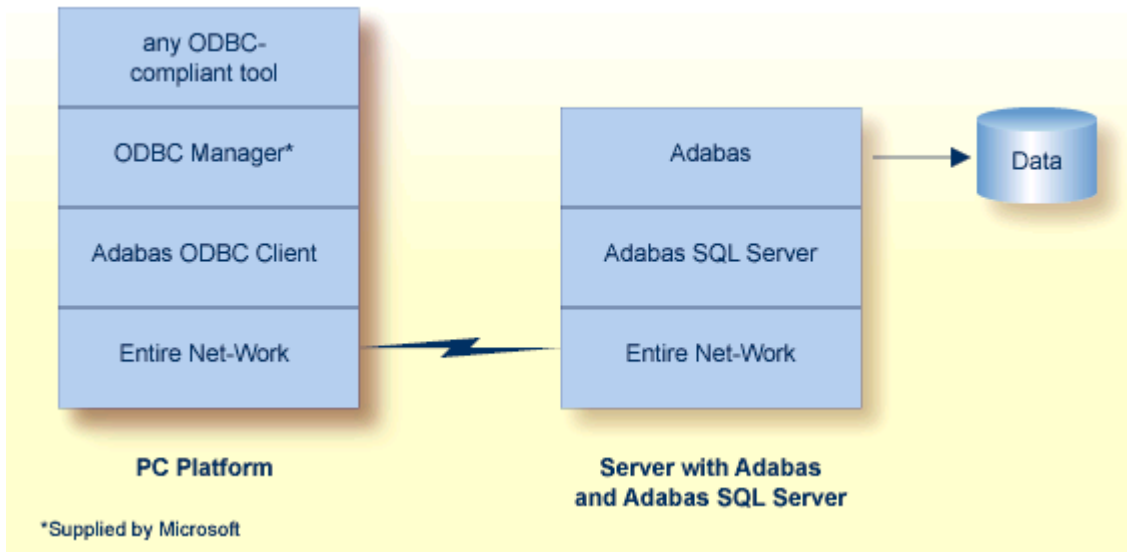 any ODBC-
compliant tool
ODBC Manager*
Adabas ODBC Client
Entire Net-Work
PC Platform
*Supplied by Microsoft
Adabas
Adabas SQL Server
Entire Net-Work
Server with Adabas
and Adabas SQL Server
Data